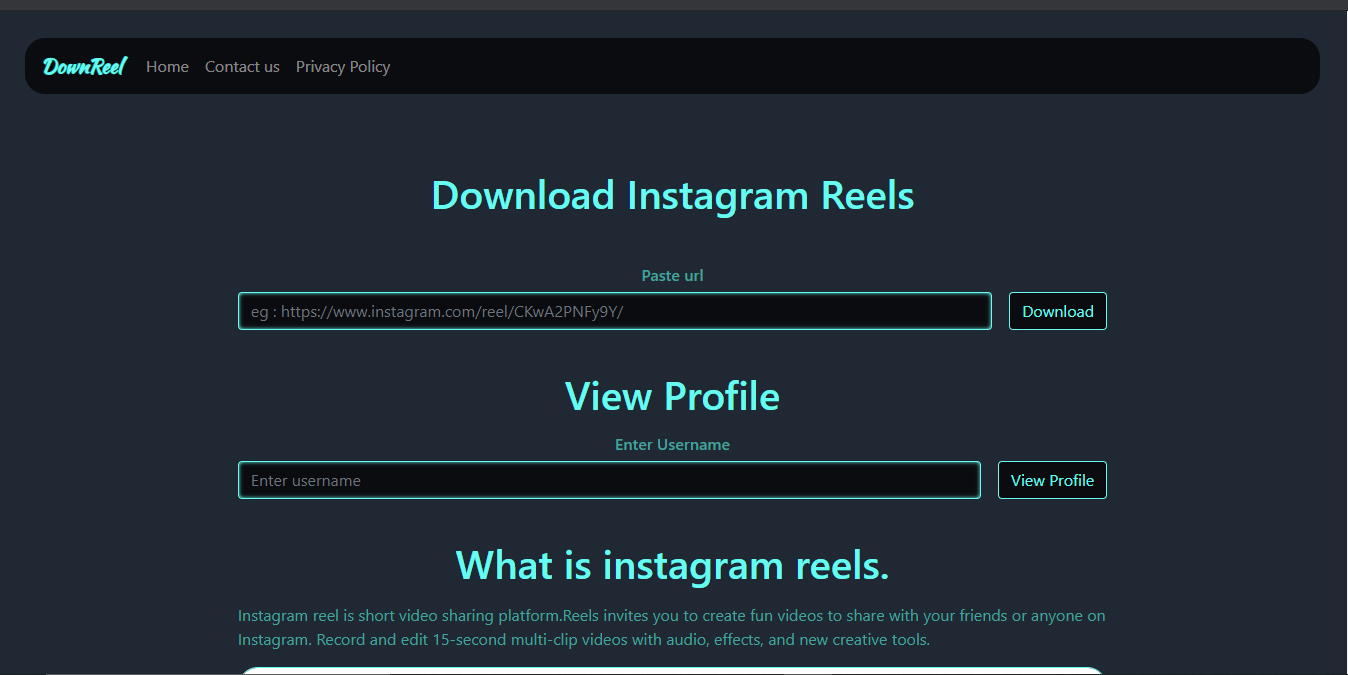 DownReel Home Contact us Privacy Policy
Download Instagram Reels
Paste url
eg : https://www.instagram.com/reel/CKwA2PNFy9Y/ Download
View Profile
Enter Username
Enter username View Profile
What is instagram reels.
Instagram reel is short video sharing platform.Reels invites you to create fun videos to share with your friends or anyone on
Instagram. Record and edit 15-second multi-clip videos with audio, effects, and new creative tools.